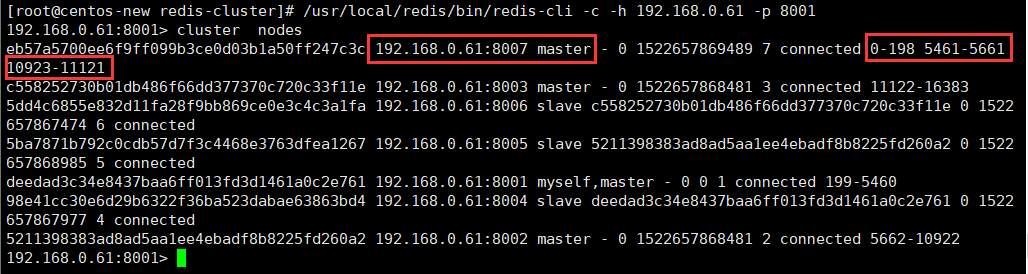 [root@centos-new redis-cluster]# /usr/local/redis/bin/redis-cli -c -h 192.168.0.61 -p 8001
192.168.0.61:8001> cluster  nodes
eb57a5700ee6f9ff099b3ce0d03b1a50ff247c3c 192.168.0.61:8007 master - 0 1522657869489 7 connected 0-198 5461-5661
10923-11121
c558252730b01db486f66dd377370c720c33f11e 192.168.0.61:8003 master - 0 1522657868481 3 connected 11122-16383
5dd4c6855e832d11fa28f9bb869ce0e3c4c3a1fa 192.168.0.61:8006 slave c558252730b01db486f66dd377370c720c33f11e 0 1522
657867474 6 connected
5ba7871b792c0cdb57d7f3c4468e3763dfea1267 192.168.0.61:8005 slave 5211398383ad8ad5aa1ee4ebadf8b8225fd260a2 0 1522
657868985 5 connected
deedad3c34e8437baa6ff013fd3d1461a0c2e761 192.168.0.61:8001 myself,master - 0 0 1 connected 199-5460
98e41cc30e6d29b6322f36ba523dabae63863bd4 192.168.0.61:8004 slave deedad3c34e8437baa6ff013fd3d1461a0c2e761 0 1522
657867977 4 connected
5211398383ad8ad5aa1ee4ebadf8b8225fd260a2 192.168.0.61:8002 master - 0 1522657868481 2 connected 5662-10922
192.168.0.61:8001>